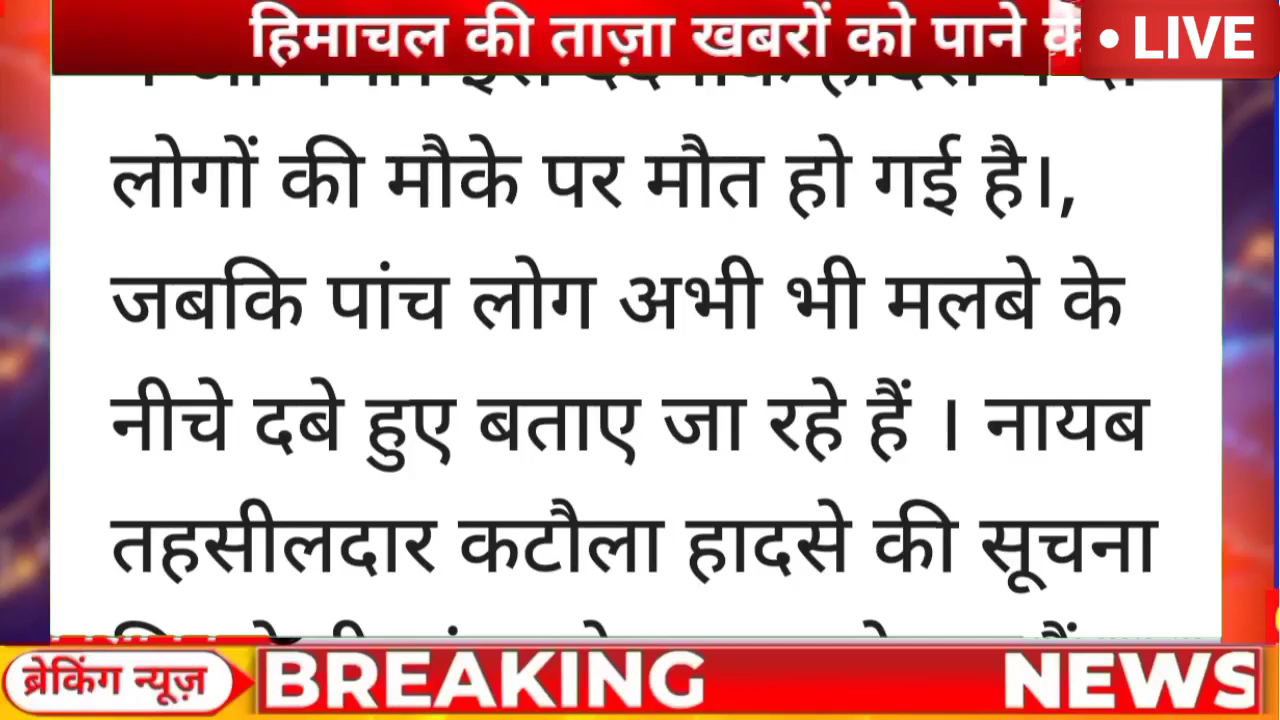 हिमाचल की ताज़ा खबरों को पाने के
• LIVE
लोगों की मौके पर मौत हो गई है।,
जबकि पांच लोग अभी भी मलबे के
नीचे दबे हुए बताए जा रहे हैं । नायब
तहसीलदार कटौला हादसे की सूचना
ब्रेकिंग न्यूज़
BREAKING NEWS